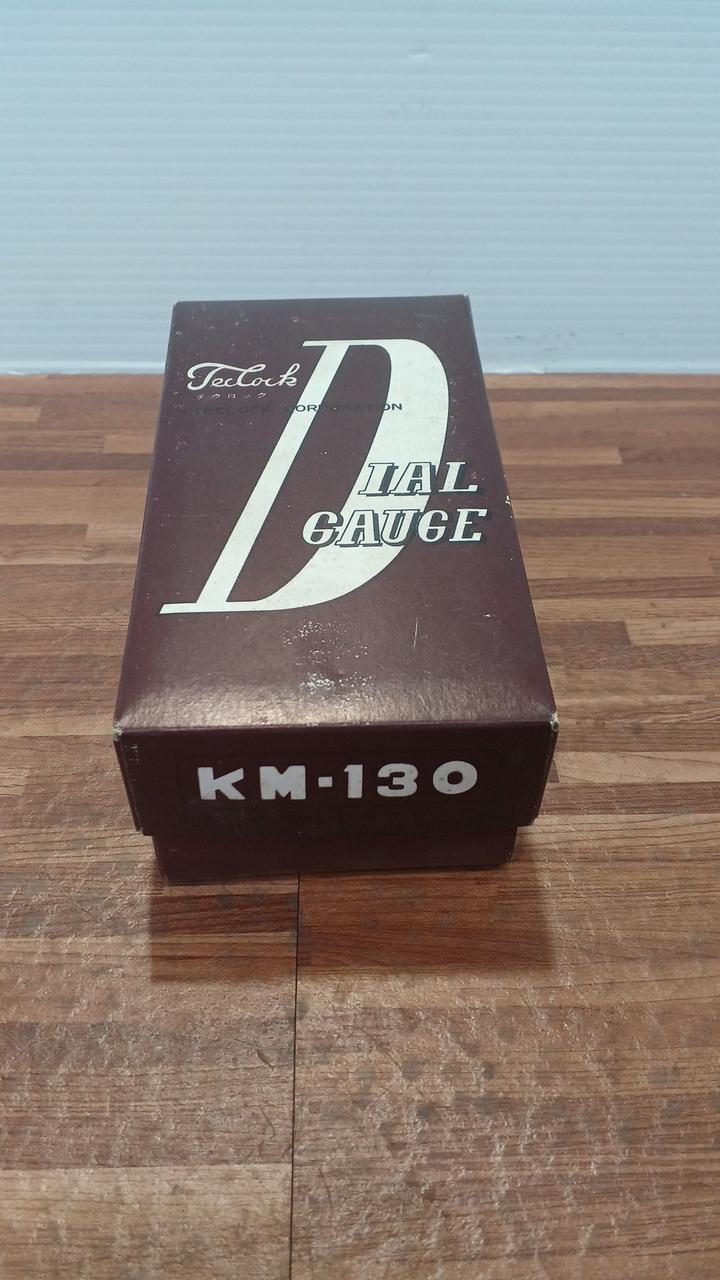 Teclock
テクロック
TECLOCK CORPORATION
DIAL
GAUGE
KM-130